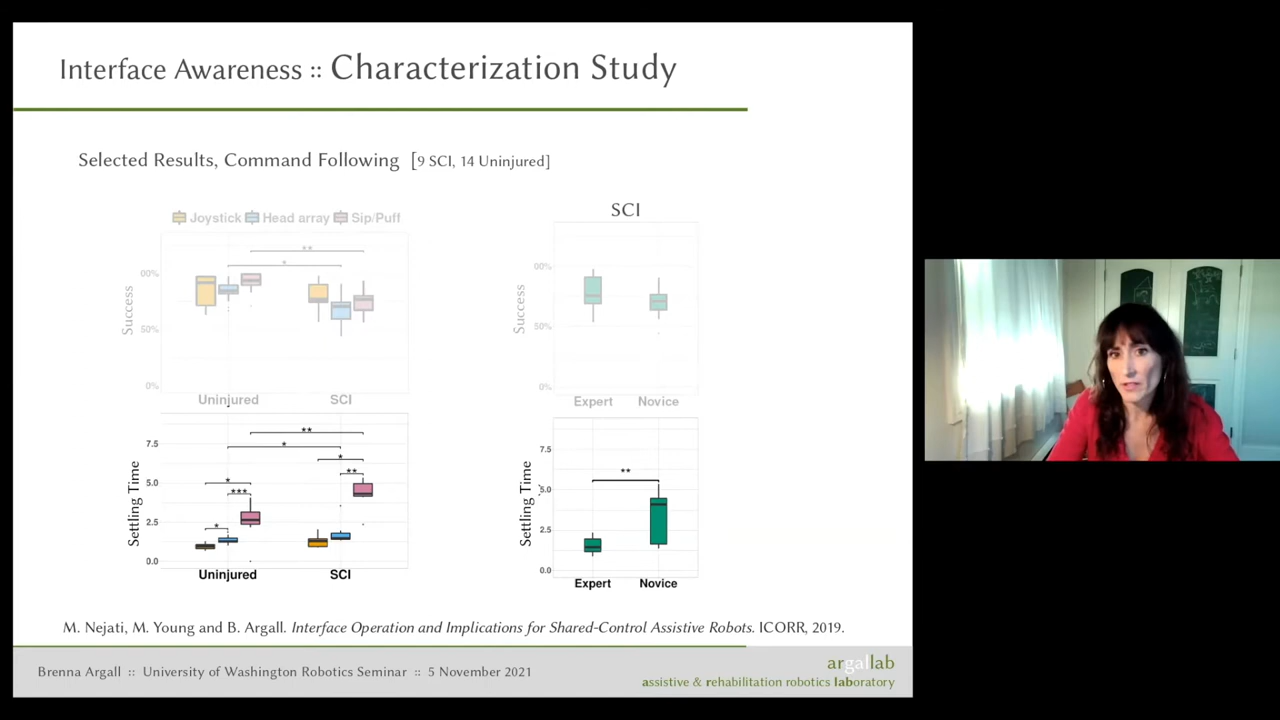 Interface Awareness :: Characterization Study
Selected Results, Command Following [9 SCI, 14 Uninjured]
Joystick Head array Sip/Puff
**
*
00%
50%
0%
Success
Uninjured SCI
SCI
00%
50%
0%
Success
Expert Novice
**
*
*
**
*
***
*
7.5
5.0
2.5
0.0
Settling Time
Uninjured SCI
**
7.5
5.0
2.5
0.0
Settling Time
Expert Novice
M. Nejati, M. Young and B. Argall. Interface Operation and Implications for Shared-Control Assistive Robots. ICORR, 2019.
Brenna Argall :: University of Washington Robotics Seminar :: 5 November 2021
argallab
assistive & rehabilitation robotics laboratory